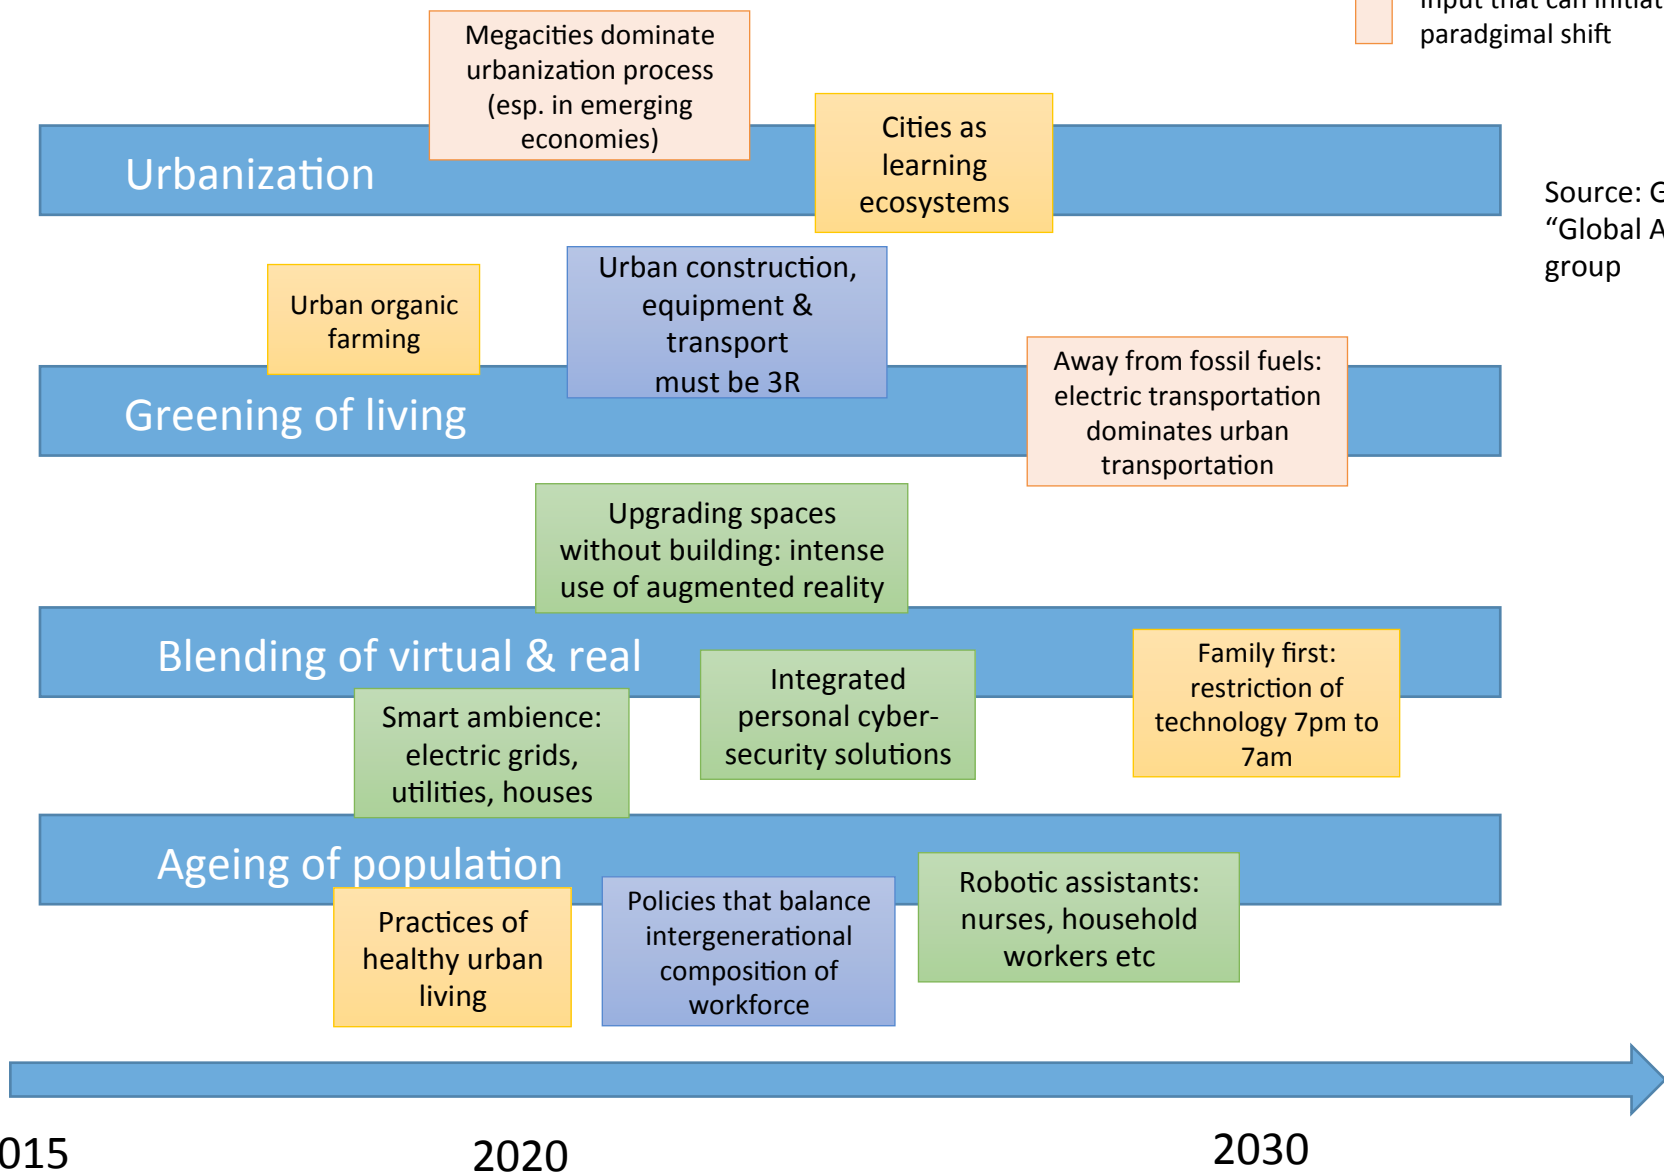 Input that can initiat
paradgimal shift
Megacities dominate
urbanization process
(esp. in emerging
economies)
Cities as
learning
ecosystems
Urbanization
Source: G
“Global A
group
Urban organic
farming
Urban construction,
equipment &
transport
must be 3R
Away from fossil fuels:
electric transportation
dominates urban
transportation
Greening of living
Upgrading spaces
without building: intense
use of augmented reality
Blending of virtual & real
Integrated
personal cyber-
security solutions
Family first:
restriction of
technology 7pm to
7am
Smart ambience:
electric grids,
utilities, houses
Ageing of population
Practices of
healthy urban
living
Policies that balance
intergenerational
composition of
workforce
Robotic assistants:
nurses, household
workers etc
015
2020
2030